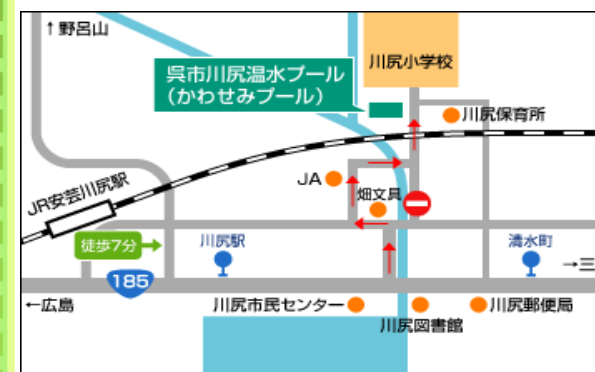 ↑野呂山
川尻小学校
呉市川尻温水プール
(かわせみプール)
川尻保育所
JA
畑文具
JR安芸川尻駅
徒歩7分
川尻駅
清水町
→三
185
←広島
川尻市民センター
川尻図書館
川尻郵便局